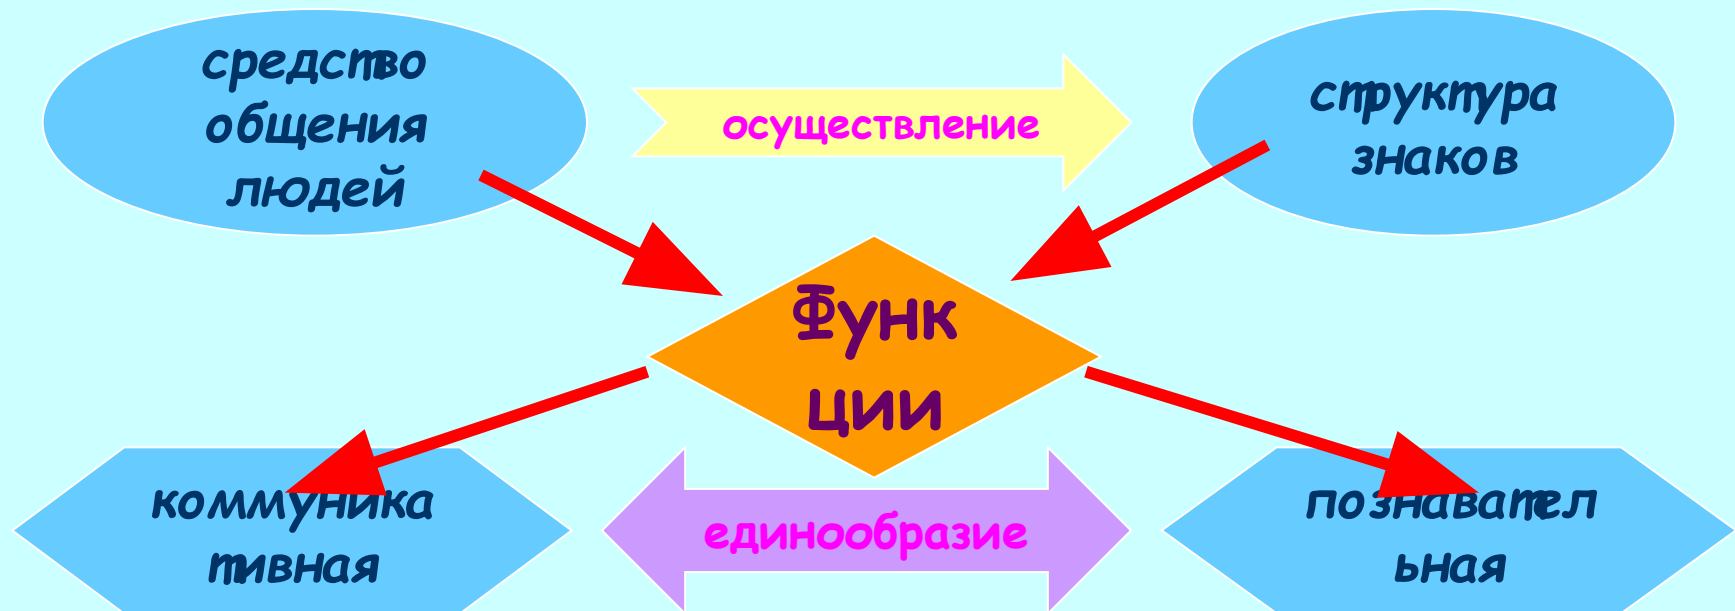 средство
общения
людей
осуществление
структура
знаков
Функ
ции
коммуника
тивная
единообразие
познавател
ьная